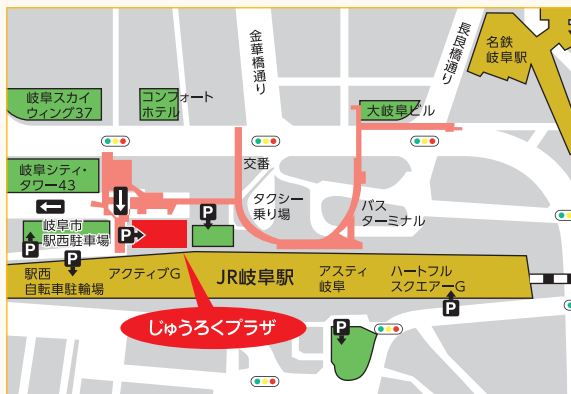 金華橋通り
長良橋通り
名鉄
岐阜駅
岐阜スカイ
ウィング37
コンフォート
ホテル
大岐阜ビル
岐阜シティ・
タワー43
交番
タクシー
乗り場
バス
ターミナル
岐阜市
駅西駐車場
P
P
P
P
駅西
自転車駐輪場
アクティブG
JR岐阜駅
アスティ
岐阜
ハートフル
スクエアーG
P
P
じゅうろくプラザ